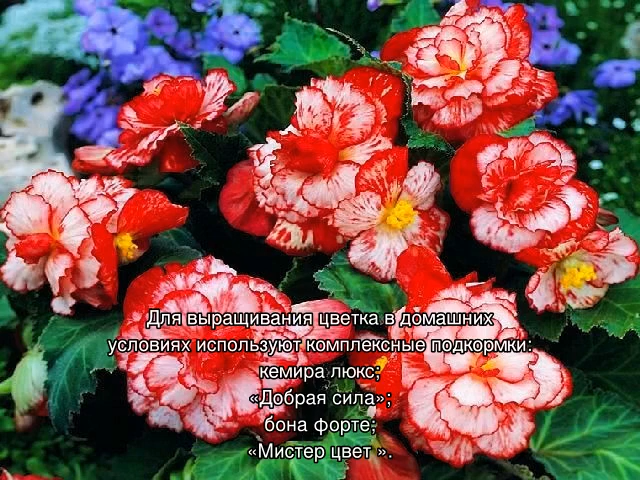 Для выращивания цветка в домашних
условиях используют комплексные подкормки:
кемира люкс;
«Добрая сила»;
бона форте;
«Мистер цвет ».